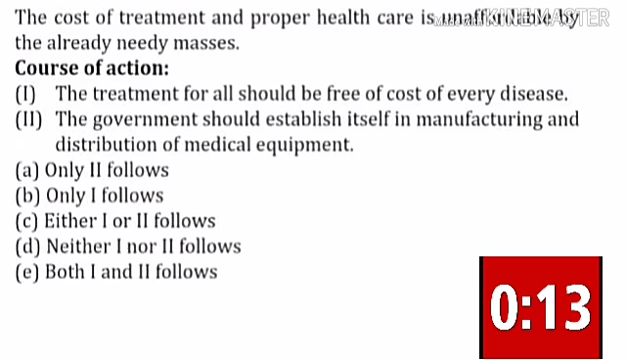 The cost of treatment and proper health care is unaffordable by
the already needy masses.
Course of action:
(I) The treatment for all should be free of cost of every disease.
(II) The government should establish itself in manufacturing and
distribution of medical equipment.
(a) Only II follows
(b) Only I follows
(c) Either I or II follows
(d) Neither I nor II follows
(e) Both I and II follows
0:13